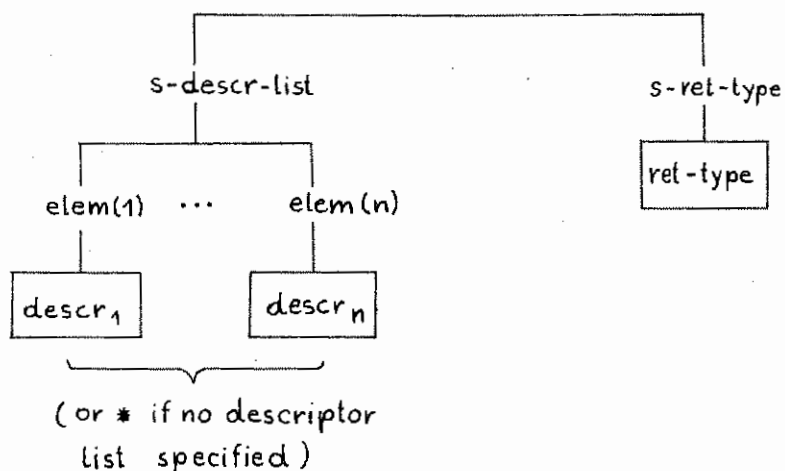 s-descr-list s-ret-type
ret-type
elem(1) ... elem(n)
descr₁ descrₙ
(or * if no descriptor
list specified)